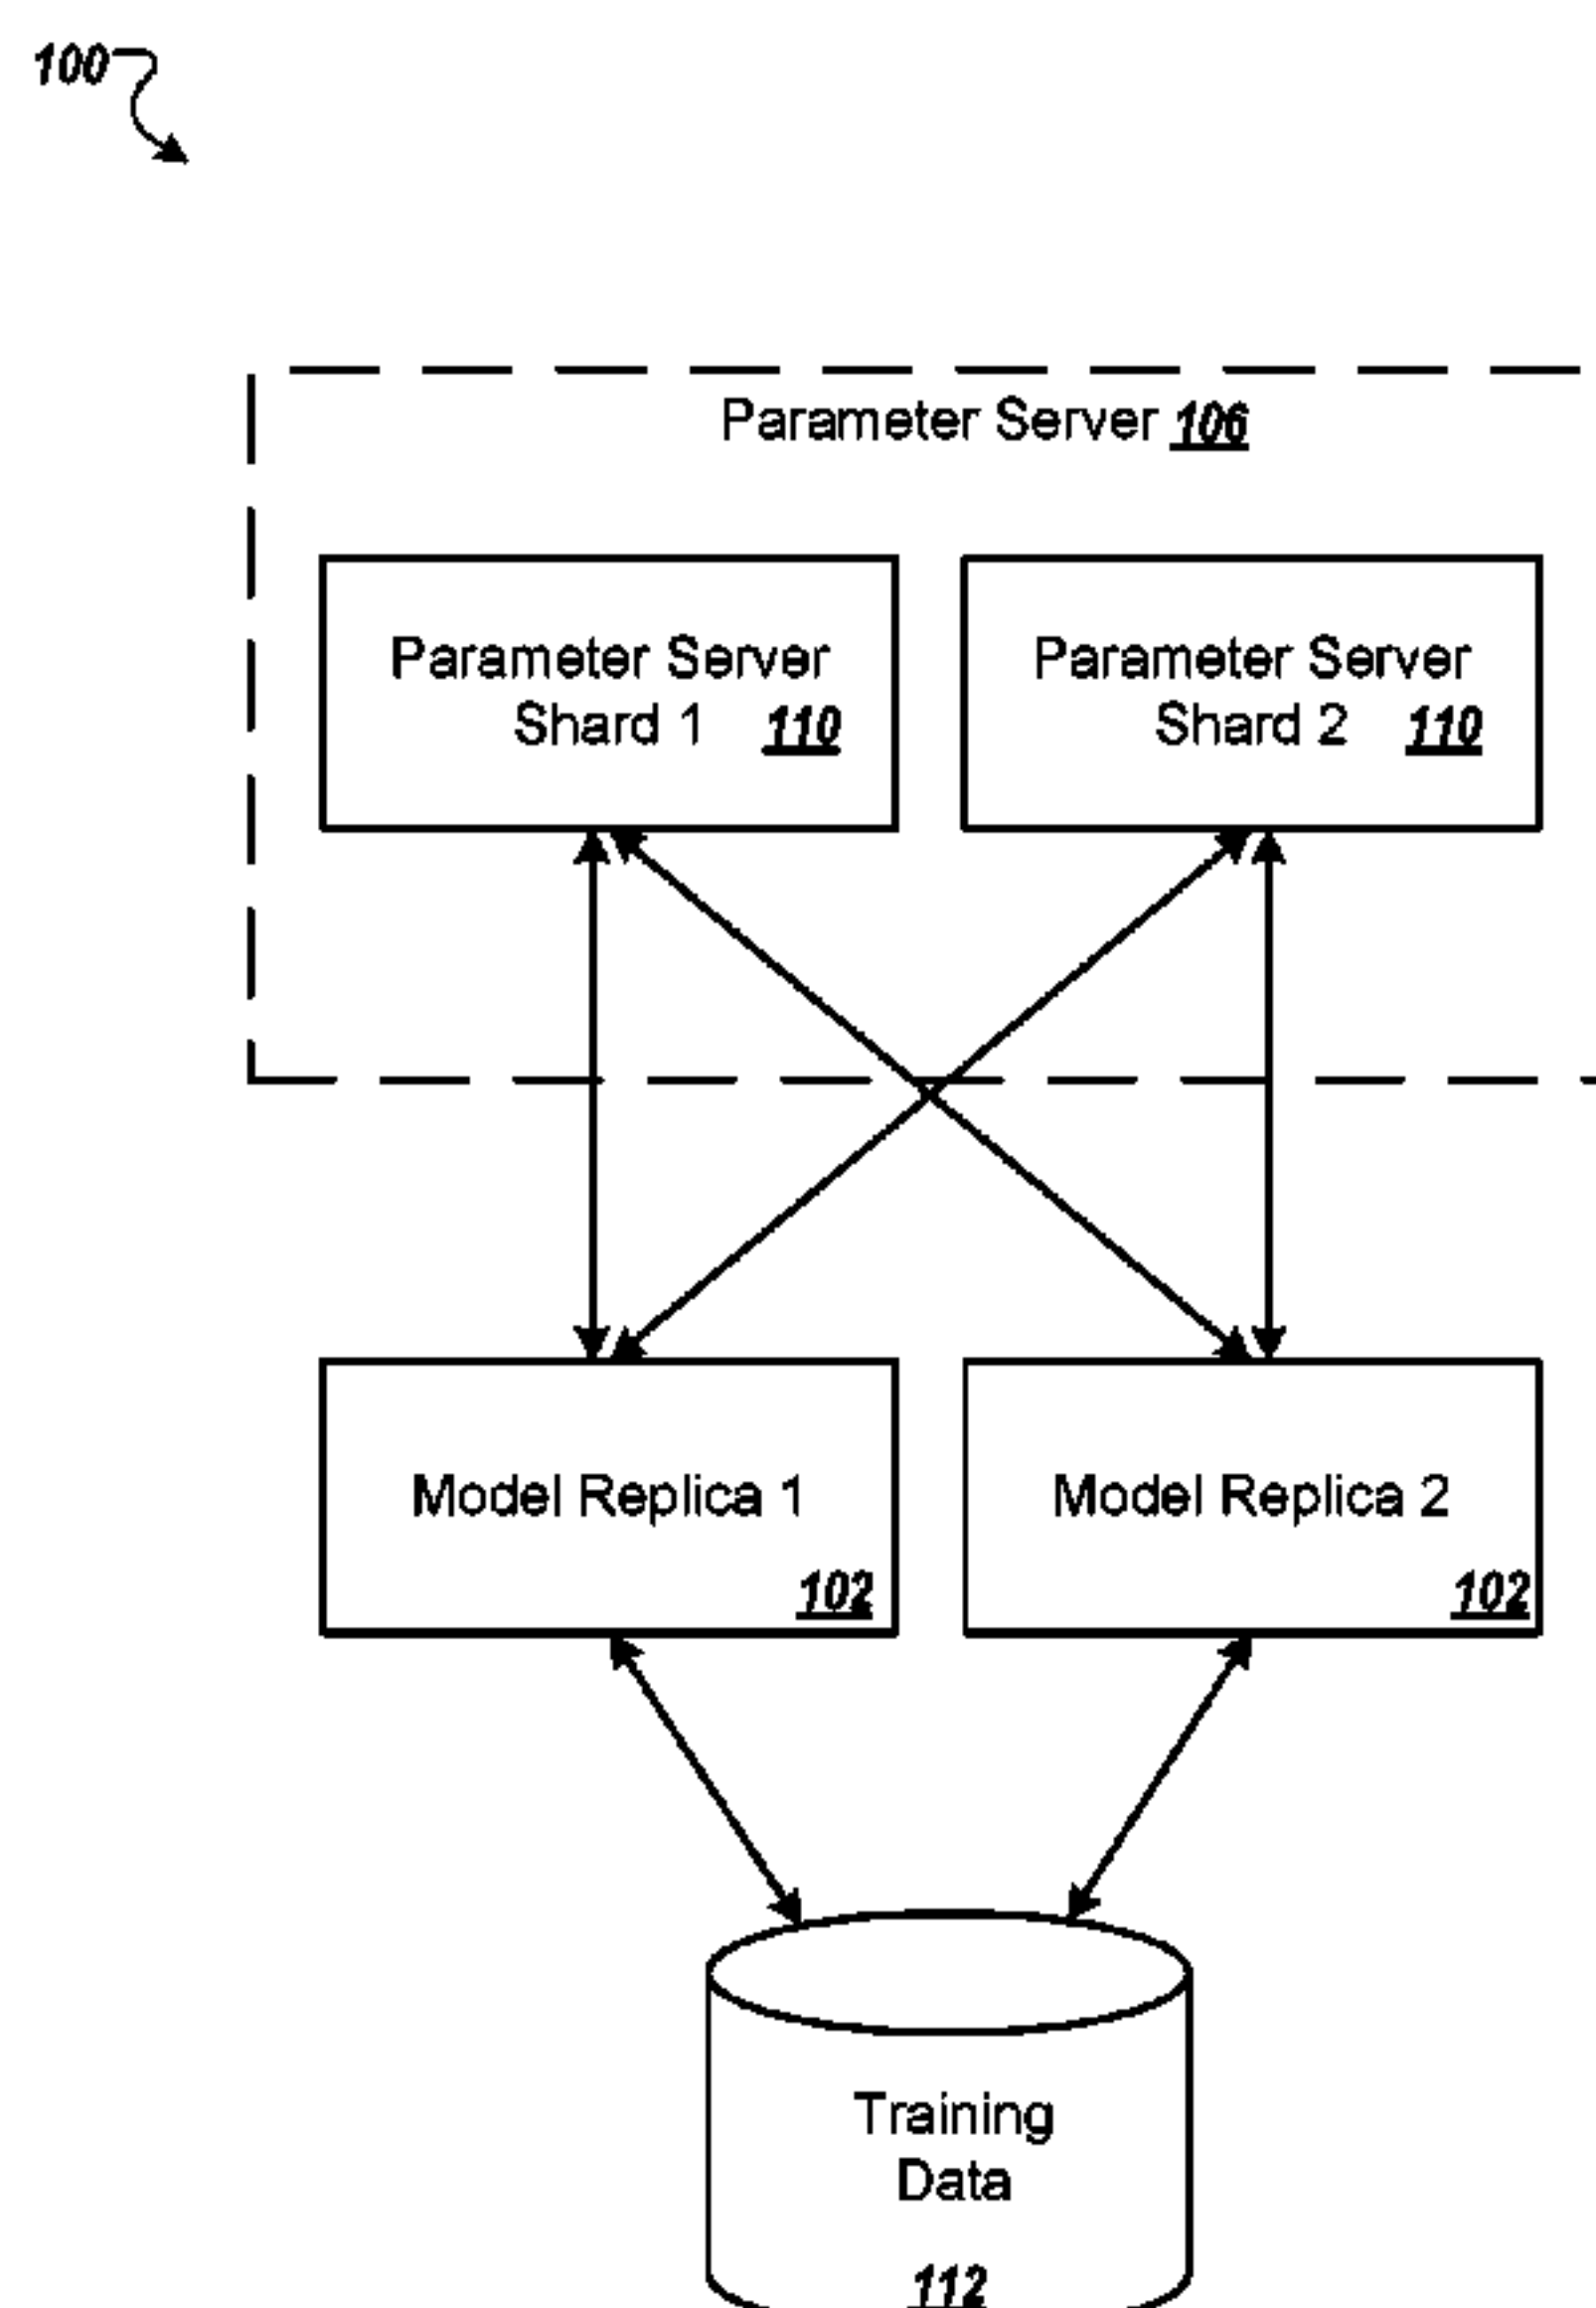 100
Parameter Server 106
Parameter Server
Shard 1 110
Parameter Server
Shard 2 110
Model Replica 1
102
Model Replica 2
102
Training
Data
112